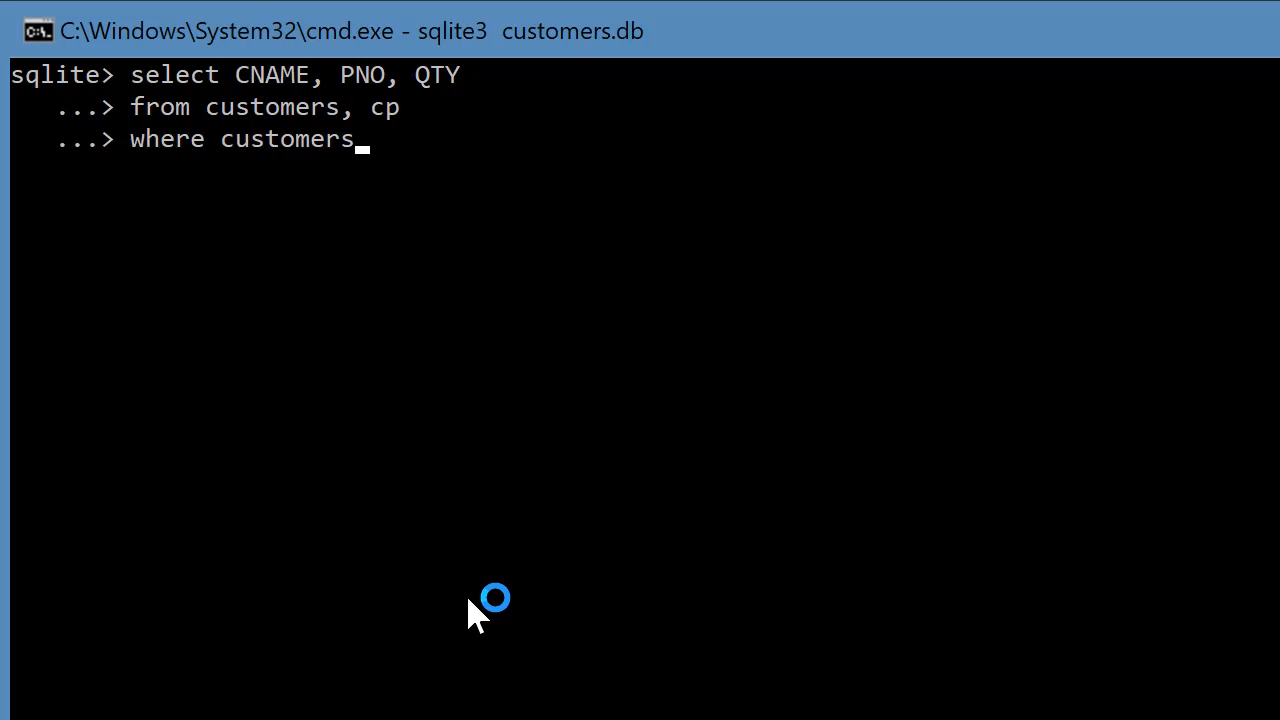 C:\Windows\System32\cmd.exe - sqlite3  customers.db
sqlite> select CNAME, PNO, QTY
   ...> from customers, cp
   ...> where customers